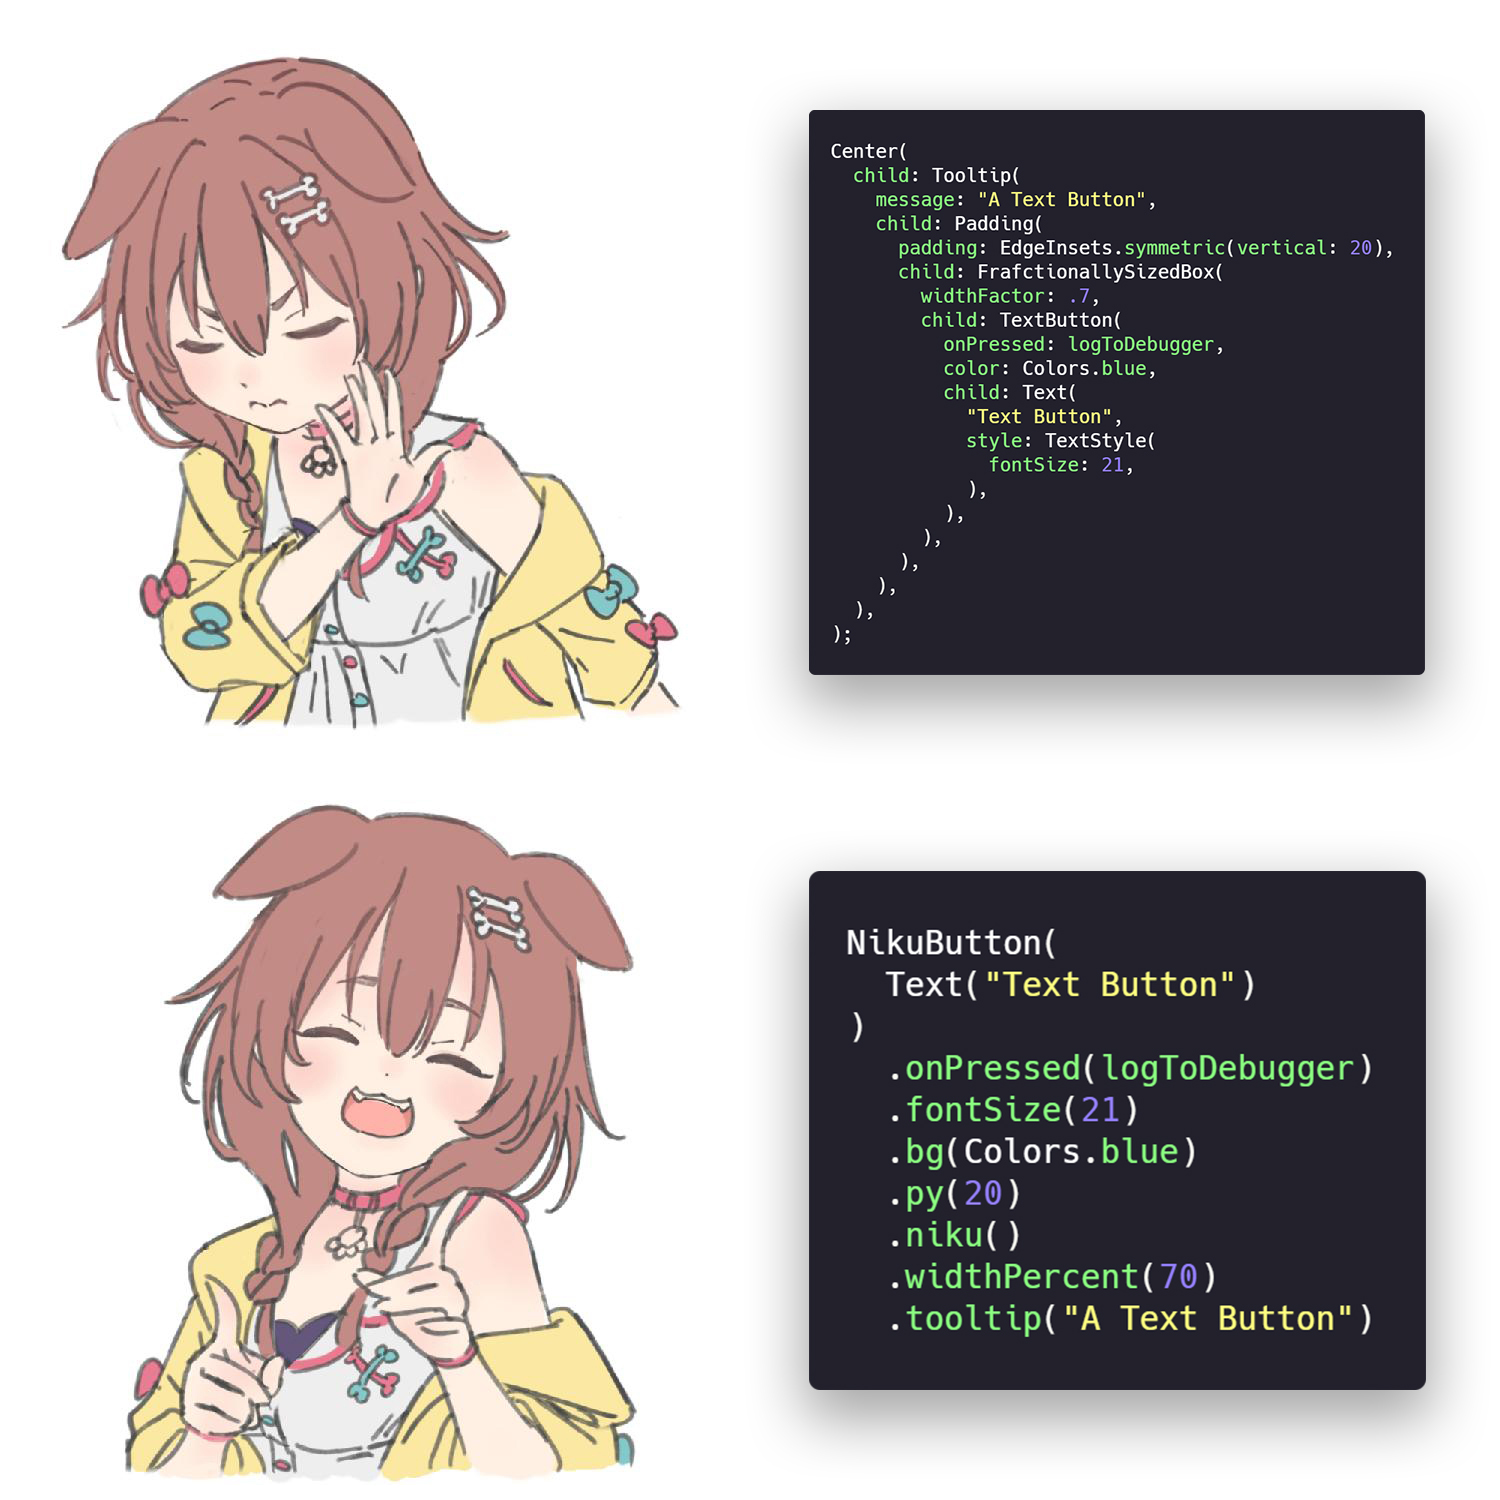 Center(
  child: Tooltip(
    message: "A Text Button",
    child: Padding(
      padding: EdgeInsets.symmetric(vertical: 20),
      child: FrafctionallySizedBox(
        widthFactor: .7,
        child: TextButton(
          onPressed: logToDebugger,
          color: Colors.blue,
          child: Text(
            "Text Button",
            style: TextStyle(
              fontSize: 21,
            ),
          ),
        ),
      ),
    ),
  ),
);
NikuButton(
  Text("Text Button")
)
  .onPressed(logToDebugger)
  .fontSize(21)
  .bg(Colors.blue)
  .py(20)
  .niku()
  .widthPercent(70)
  .tooltip("A Text Button")